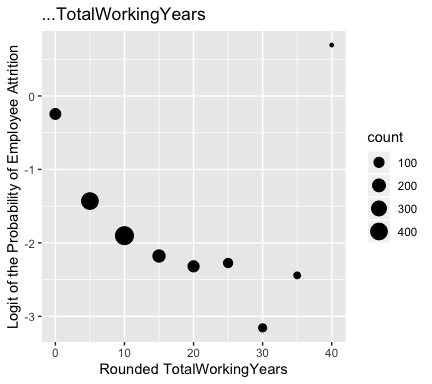 ...TotalWorkingYears
Logit of the Probability of Employee Attrition
0
-1
-2
-3
0 10 20 30 40
Rounded TotalWorkingYears
count
100
200
300
400